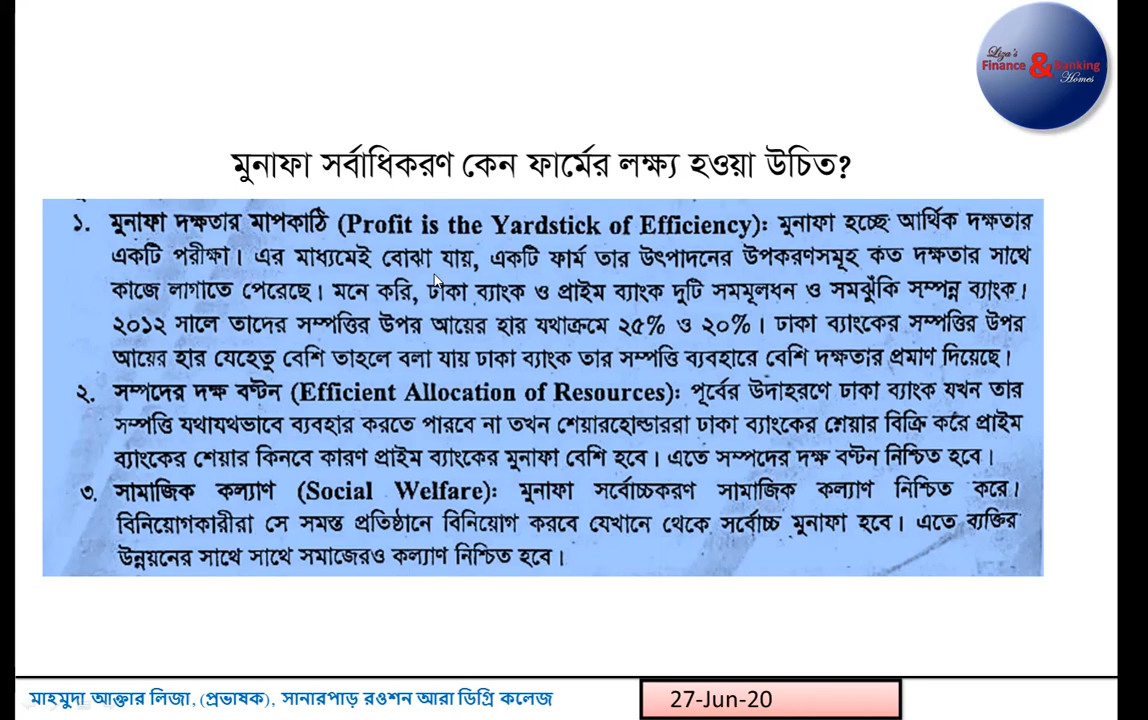 Liza's
Finance & Banking
Homes
মুনাফা সর্বাধিকরণ কেন ফার্মের লক্ষ্য হওয়া উচিত?
১. মুনাফা দক্ষতার মাপকাঠি (Profit is the Yardstick of Efficiency): মুনাফা হচ্ছে আর্থিক দক্ষতার
একটি পরীক্ষা। এর মাধ্যমেই বোঝা যায়, একটি ফার্ম তার উৎপাদনের উপকরণসমূহ কত দক্ষতার সাথে
কাজে লাগাতে পেরেছে। মনে করি, ঢাকা ব্যাংক ও প্রাইম ব্যাংক দুটি সমমূলধন ও সমঝুঁকি সম্পন্ন ব্যাংক।
২০১২ সালে তাদের সম্পত্তির উপর আয়ের হার যথাক্রমে ২৫% ও ২০%। ঢাকা ব্যাংকের সম্পত্তির উপর
আয়ের হার যেহেতু বেশি তাহলে বলা যায় ঢাকা ব্যাংক তার সম্পত্তি ব্যবহারে বেশি দক্ষতার প্রমাণ দিয়েছে।
২. সম্পদের দক্ষ বণ্টন (Efficient Allocation of Resources): পূর্বের উদাহরণে ঢাকা ব্যাংক যখন তার
সম্পত্তি যথাযথভাবে ব্যবহার করতে পারবে না তখন শেয়ারহোল্ডাররা ঢাকা ব্যাংকের শেয়ার বিক্রি করে প্রাইম
ব্যাংকের শেয়ার কিনবে কারণ প্রাইম ব্যাংকের মুনাফা বেশি হবে। এতে সম্পদের দক্ষ বণ্টন নিশ্চিত হবে।
৩. সামাজিক কল্যাণ (Social Welfare): মুনাফা সর্বোচ্চকরণ সামাজিক কল্যাণ নিশ্চিত করে।
বিনিয়োগকারীরা সে সমস্ত প্রতিষ্ঠানে বিনিয়োগ করবে যেখানে থেকে সর্বোচ্চ মুনাফা হবে। এতে ব্যক্তির
উন্নয়নের সাথে সাথে সমাজেরও কল্যাণ নিশ্চিত হবে।
মাহমুদা আক্তার লিজা, (প্রভাষক), সানারপাড় রওশন আরা ডিগ্রি কলেজ
27-Jun-20